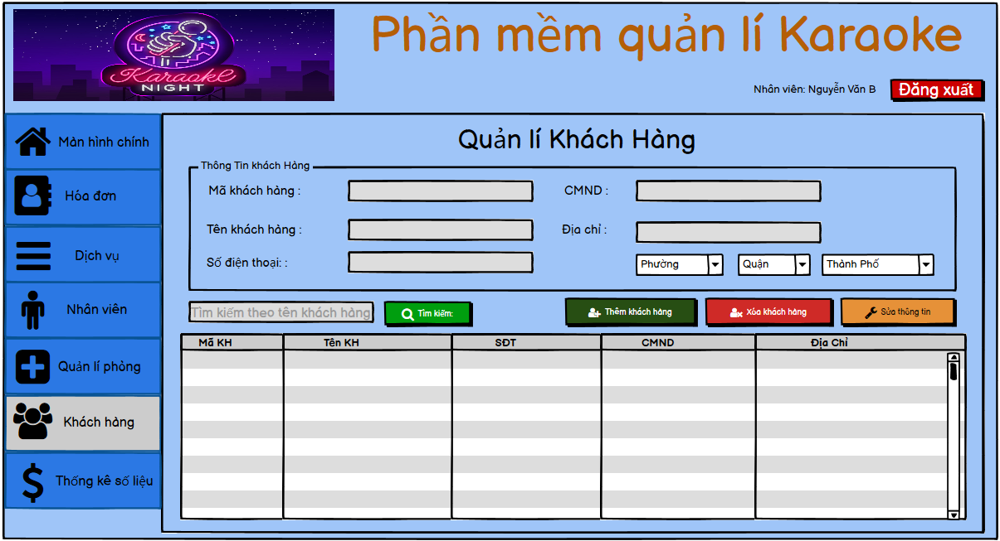 Karaoke
NIGHT
Phần mềm quản lí Karaoke
Nhân viên: Nguyễn Văn B
Đăng xuất
Màn hình chính
Hóa đơn
Dịch vụ
Nhân viên
Quản lí phòng
Khách hàng
Thống kê số liệu
Quản lí Khách Hàng
Thông Tin khách Hàng
Mã khách hàng :
CMND :
Tên khách hàng :
Địa chỉ :
Số điện thoại: :
Phường
Quận
Thành Phố
Tìm kiếm theo tên khách hàng
Tìm kiếm:
Thêm khách hàng
Xóa khách hàng
Sửa thông tin
Mã KH
Tên KH
SĐT
CMND
Địa Chỉ